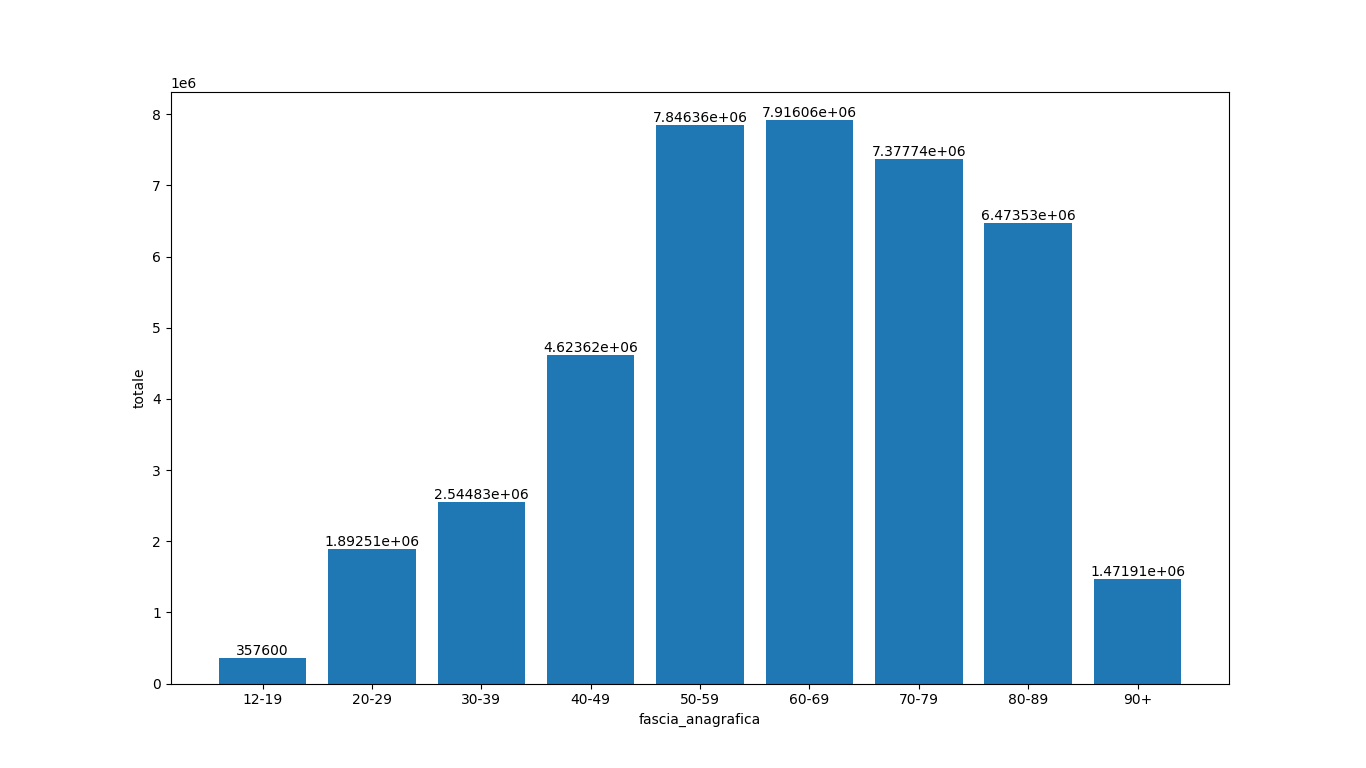 1e6
8
7
6
5
4
3
2
1
0
totale
357600
1.89251e+06
2.54483e+06
4.62362e+06
7.84636e+06
7.91606e+06
7.37774e+06
6.47353e+06
1.47191e+06
12-19 20-29 30-39 40-49 50-59 60-69 70-79 80-89 90+
fascia_anagrafica